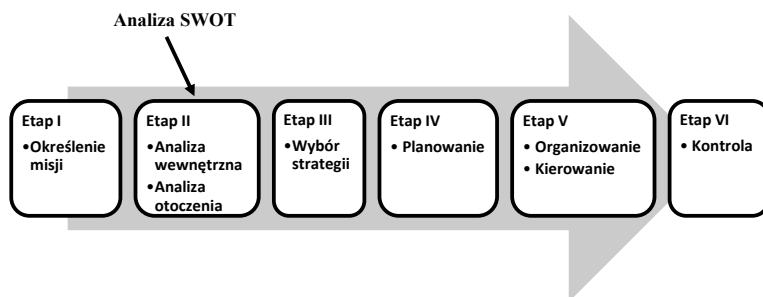 Analiza SWOT
Etap I
•Określenie
misji
Etap II
•Analiza
wewnętrzna
•Analiza
otoczenia
Etap III
•Wybór
strategii
Etap IV
• Planowanie
Etap V
• Organizowanie
• Kierowanie
Etap VI
• Kontrola